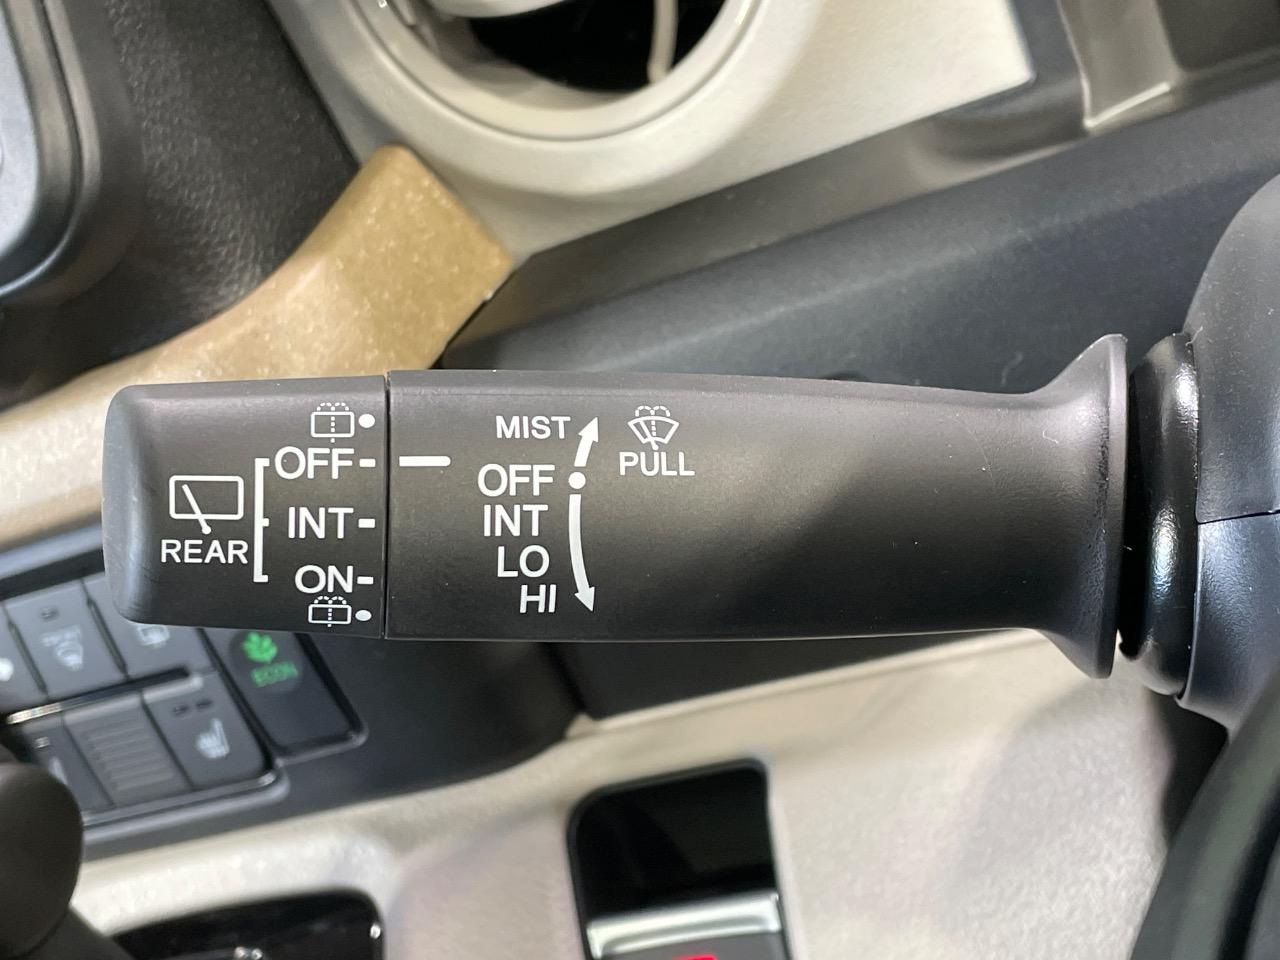 MIST
OFF
INT
LO
HI
PULL
REAR
OFF
INT
ON
ECON